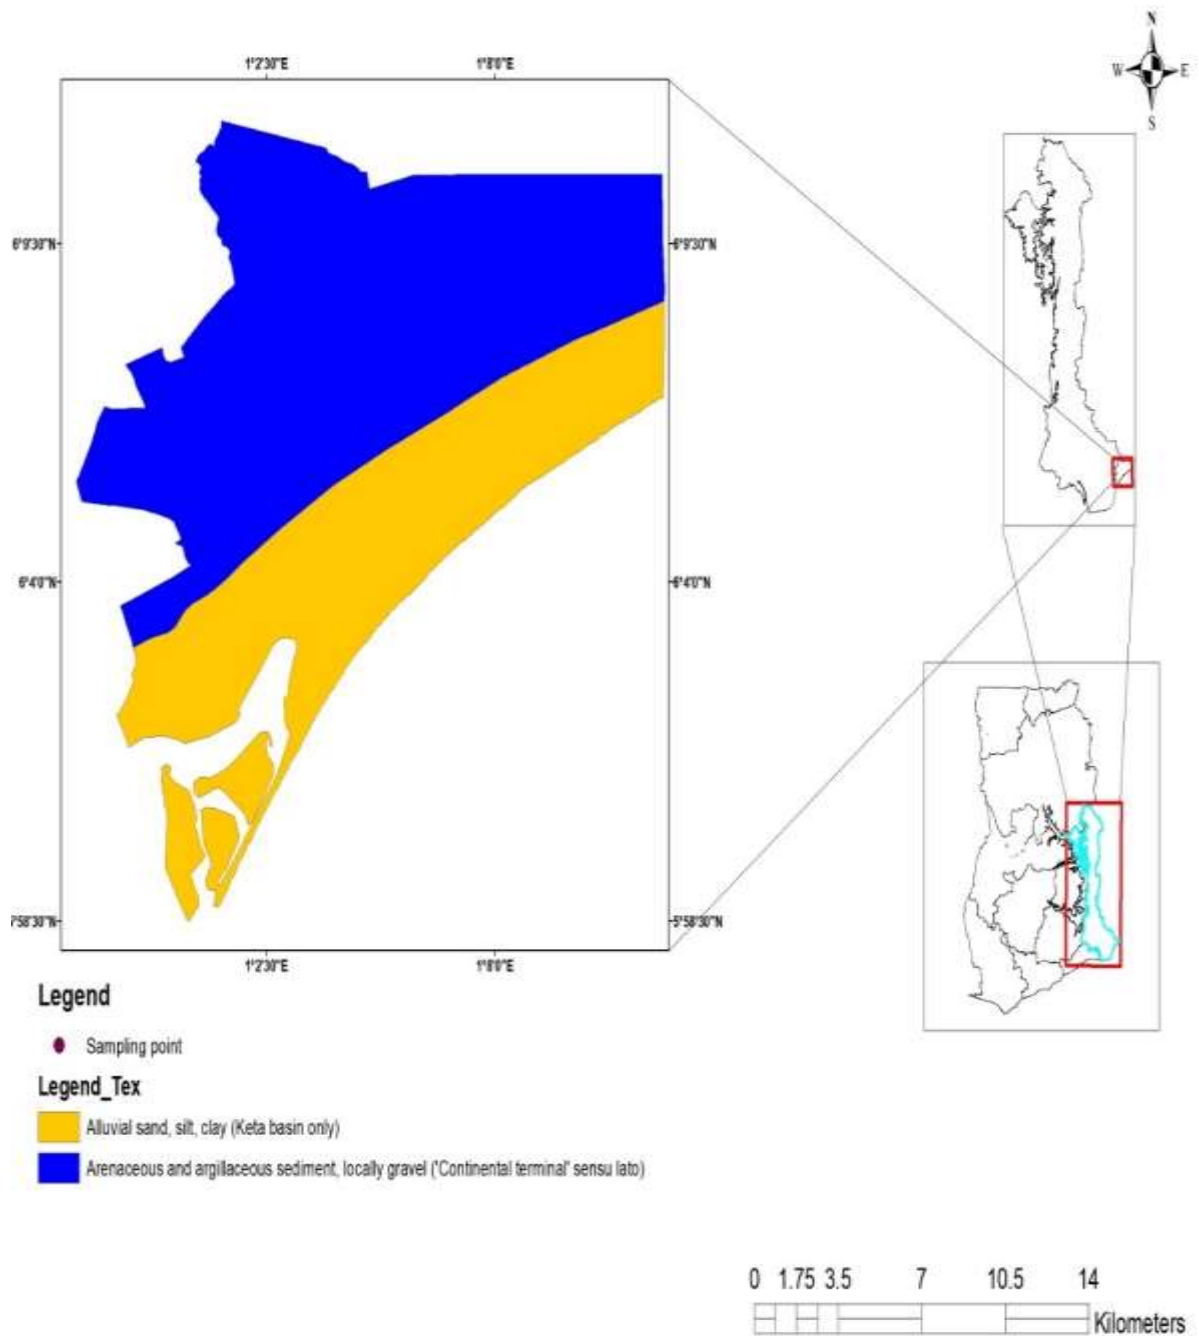 N
W E
S
1°2'30"E 1°8'0"E
6°9'30"N 6°9'30"N
6°4'0"N 6°4'0"N
°58'30"N 5°58'30"N
1°2'30"E 1°8'0"E
Legend
Sampling point
Legend_Tex
Alluvial sand, silt, clay (Keta basin only)
Arenaceous and argillaceous sediment, locally gravel ('Continental terminal' sensu lato)
0 1.75 3.5 7 10.5 14
Kilometers